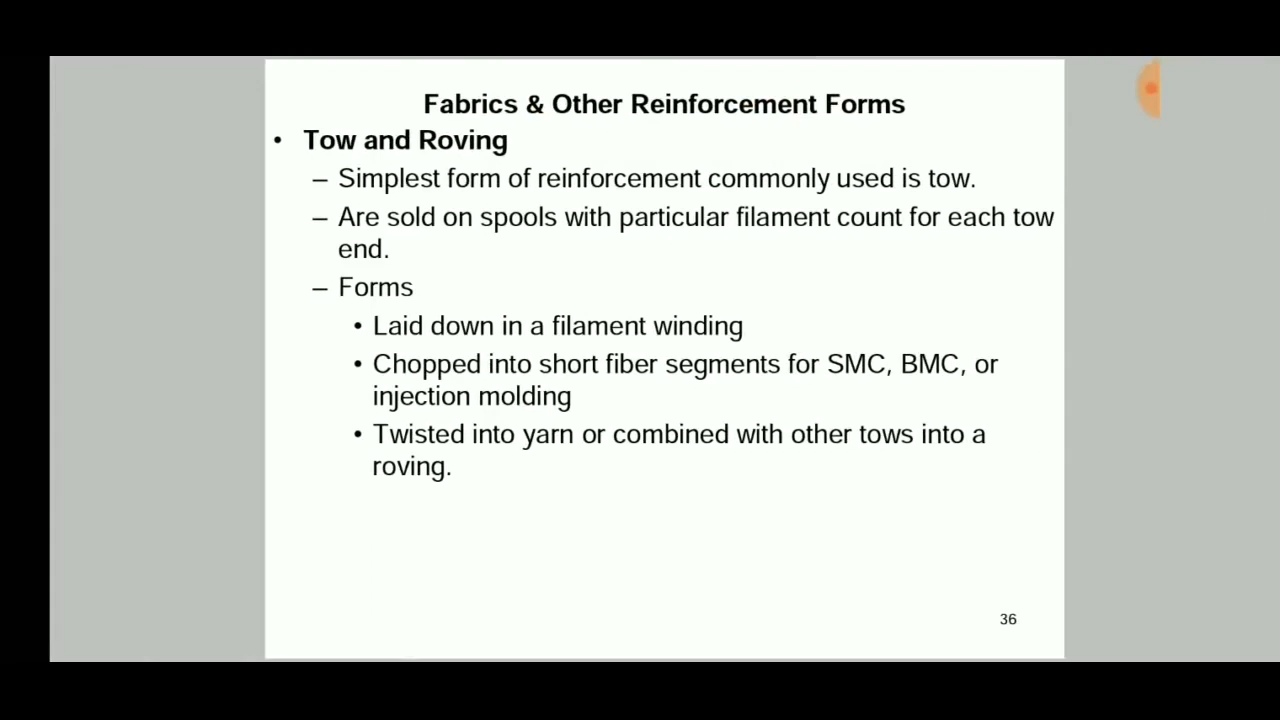 Fabrics & Other Reinforcement Forms
• Tow and Roving
– Simplest form of reinforcement commonly used is tow.
– Are sold on spools with particular filament count for each tow
end.
– Forms
• Laid down in a filament winding
• Chopped into short fiber segments for SMC, BMC, or
injection molding
• Twisted into yarn or combined with other tows into a
roving.
36